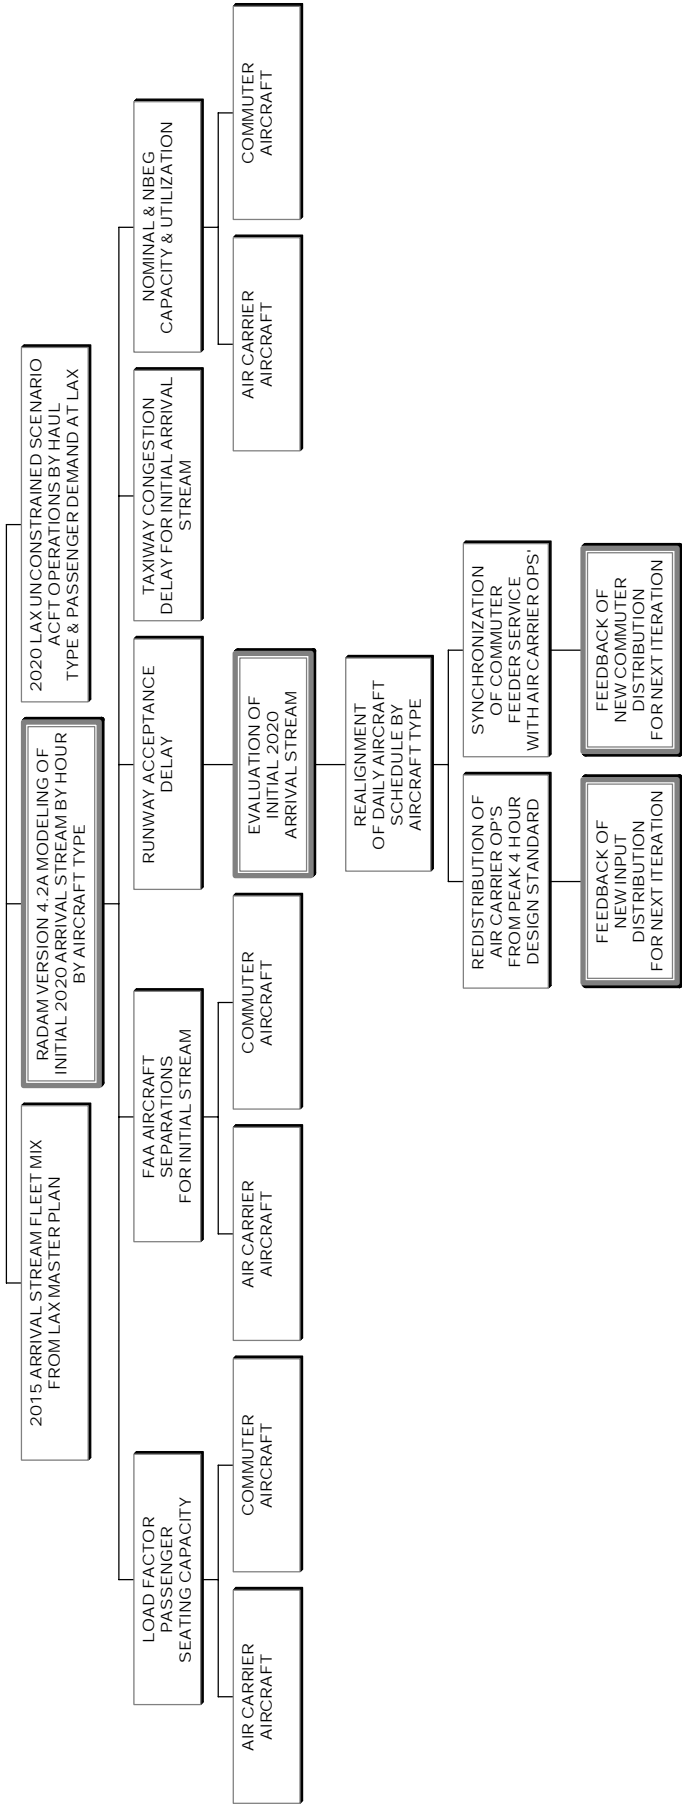 2015 ARRIVAL STREAM FLEET MIX
FROM LAX MASTER PLAN
RADAM VERSION 4.2A MODELING OF
INITIAL 2020 ARRIVAL STREAM BY HOUR
BY AIRCRAFT TYPE
2020 LAX UNCONSTRAINED SCENARIO
ACFT OPERATIONS BY HAUL
TYPE & PASSENGER DEMAND AT LAX
LOAD FACTOR
PASSENGER
SEATING CAPACITY
FAA AIRCRAFT
SEPARATIONS
FOR INITIAL STREAM
RUNWAY ACCEPTANCE
DELAY
TAXIWAY CONGESTION
DELAY FOR INITIAL ARRIVAL
STREAM
NOMINAL & NBEG
CAPACITY & UTILIZATION
AIR CARRIER
AIRCRAFT
COMMUTER
AIRCRAFT
AIR CARRIER
AIRCRAFT
COMMUTER
AIRCRAFT
EVALUATION OF
INITIAL 2020
ARRIVAL STREAM
AIR CARRIER
AIRCRAFT
COMMUTER
AIRCRAFT
REALIGNMENT
OF DAILY AIRCRAFT
SCHEDULE BY
AIRCRAFT TYPE
REDISTRIBUTION OF
AIR CARRIER OP'S
FROM PEAK 4 HOUR
DESIGN STANDARD
SYNCHRONIZATION
OF COMMUTER
FEEDER SERVICE
WITH AIR CARRIER OPS'
FEEDBACK OF
NEW INPUT
DISTRIBUTION
FOR NEXT ITERATION
FEEDBACK OF
NEW COMMUTER
DISTRIBUTION
FOR NEXT ITERATION